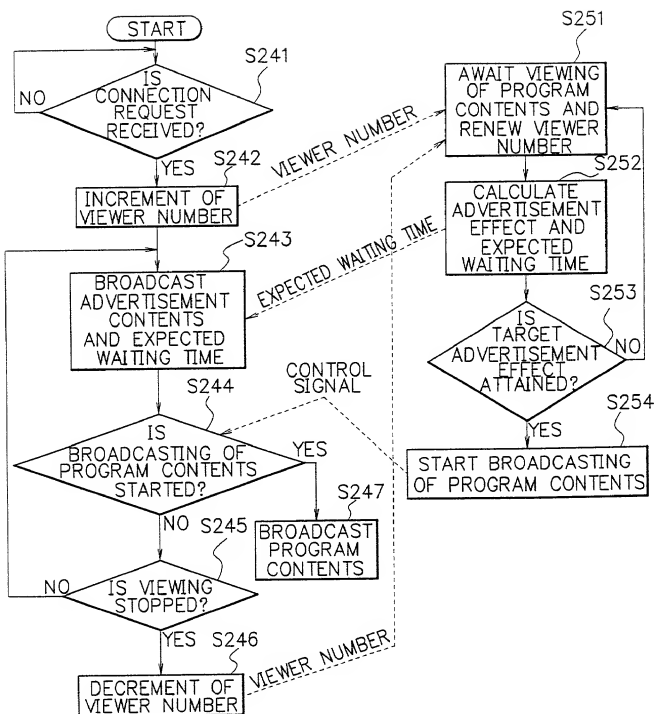 START
S241
IS
CONNECTION
REQUEST
RECEIVED?
NO
YES
S242
INCREMENT OF
VIEWER NUMBER
VIEWER NUMBER
S243
BROADCAST
ADVERTISEMENT
CONTENTS
AND EXPECTED
WAITING TIME
EXPECTED WAITING TIME
S244
IS
BROADCASTING OF
PROGRAM CONTENTS
STARTED?
YES
NO
S247
BROADCAST
PROGRAM
CONTENTS
S245
IS VIEWING
STOPPED?
NO
YES
S246
DECREMENT OF
VIEWER NUMBER
VIEWER NUMBER
S251
AWAIT VIEWING
OF PROGRAM
CONTENTS AND
RENEW VIEWER
NUMBER
S252
CALCULATE
ADVERTISEMENT
EFFECT AND
EXPECTED
WAITING TIME
S253
IS
TARGET
ADVERTISEMENT
EFFECT
ATTAINED?
NO
YES
CONTROL
SIGNAL
S254
START BROADCASTING
OF PROGRAM CONTENTS